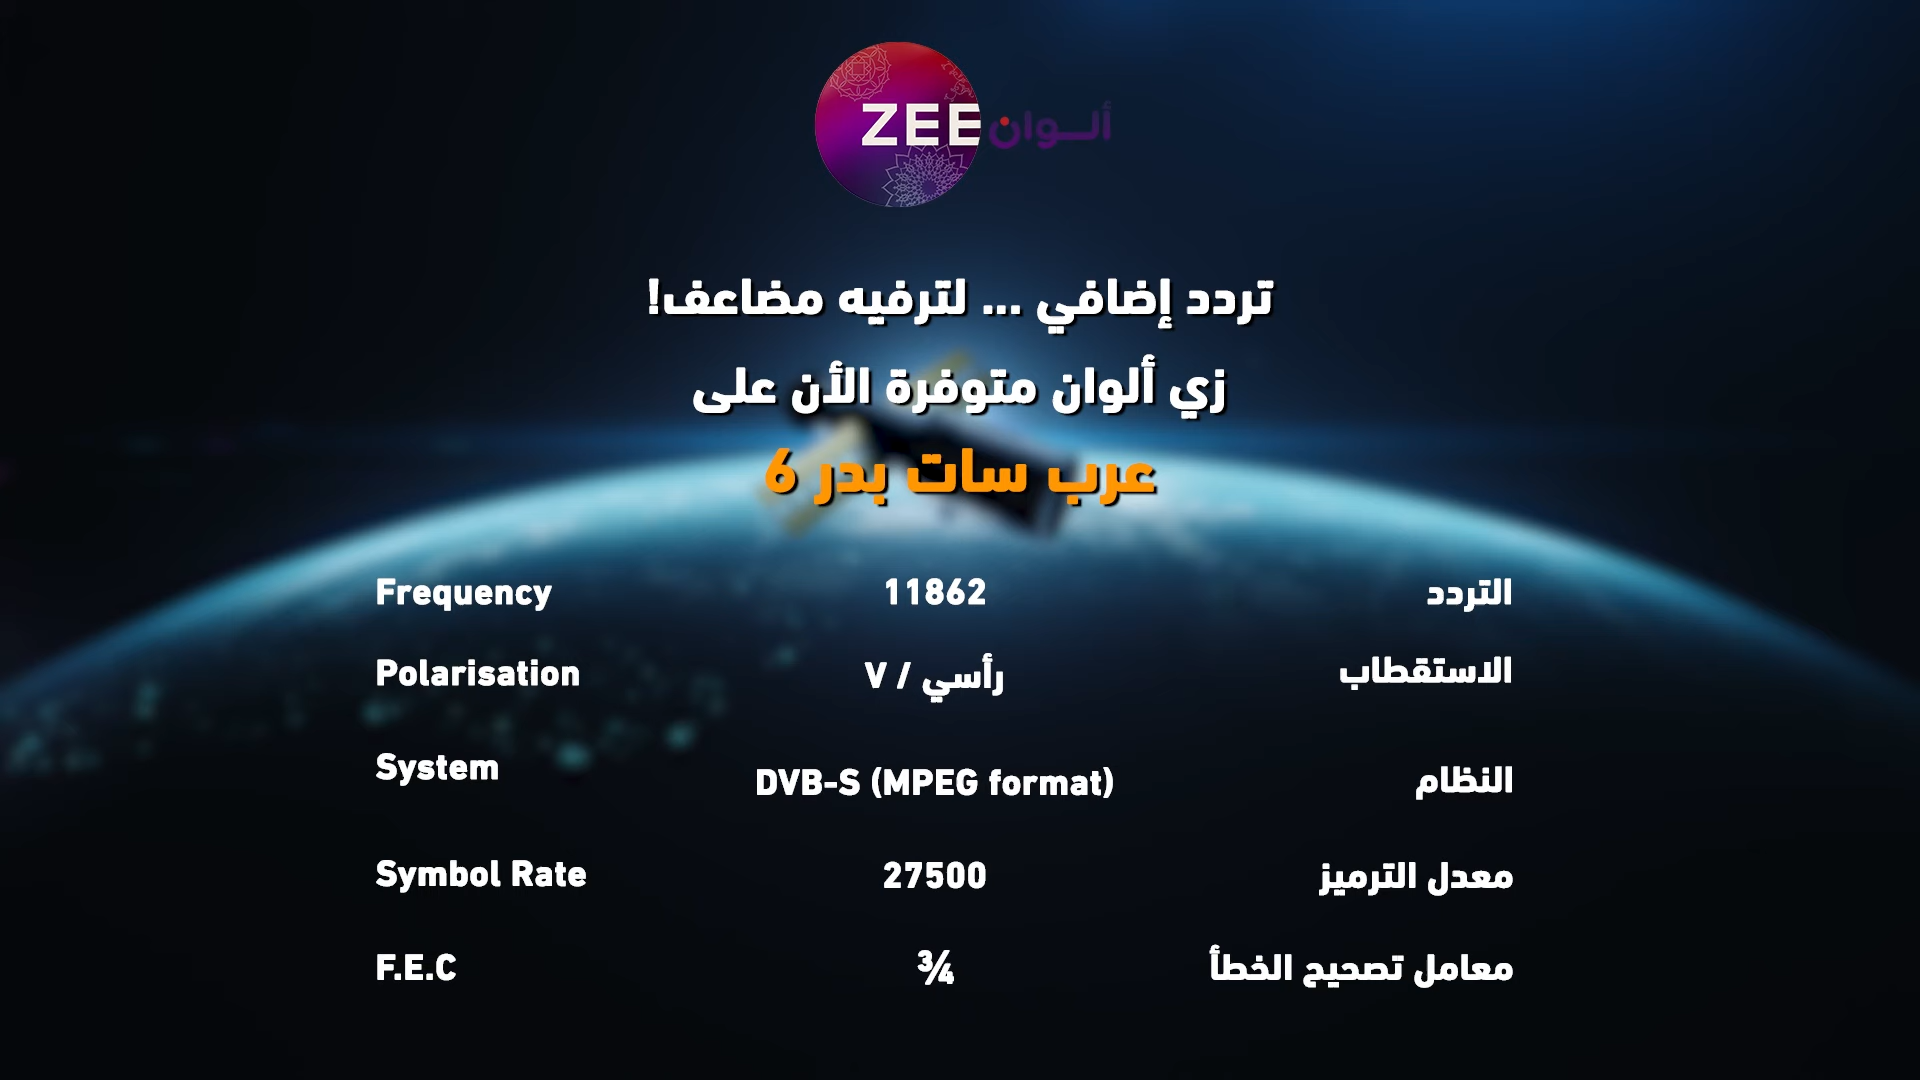 ZEE ألوان
تردد إضافي ... لترفيه مضاعف!
زي ألوان متوفرة الأن على
عرب سات بدر 6
Frequency 11862 التردد
Polarisation رأسي / V الاستقطاب
System DVB-S (MPEG format) النظام
Symbol Rate 27500 معدل الترميز
F.E.C ¾ معامل تصحيح الخطأ